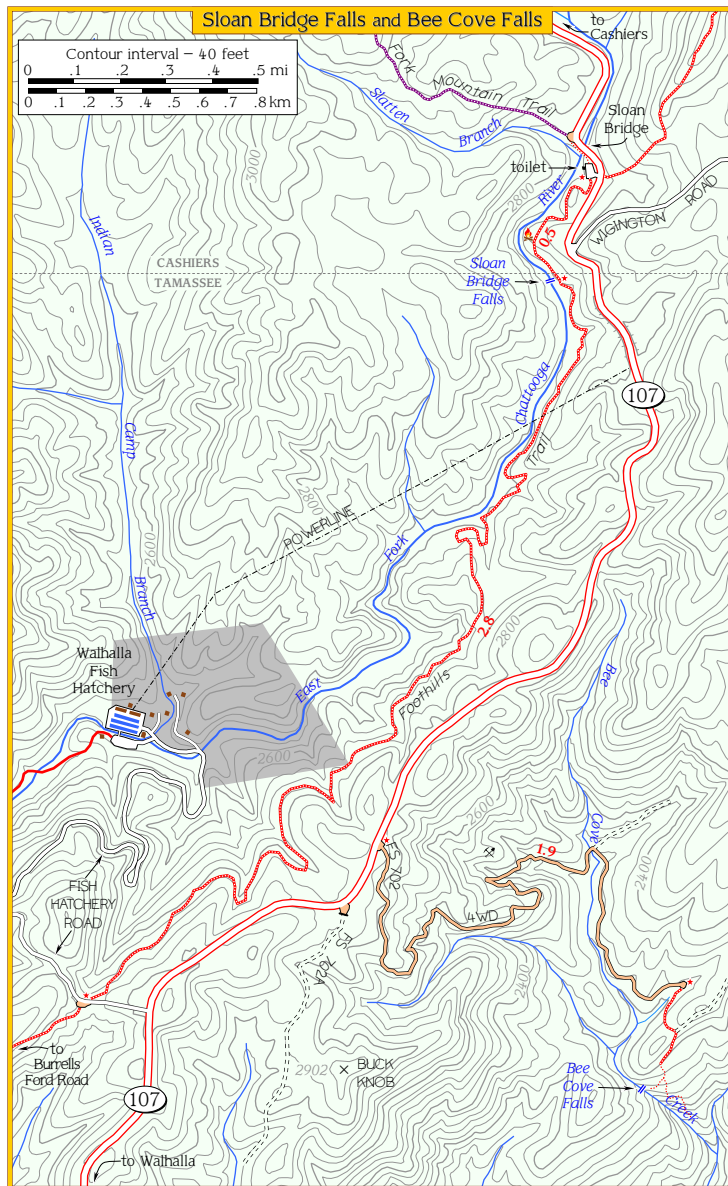 Sloan Bridge Falls and Bee Cove Falls
Contour interval – 40 feet
0 .1 .2 .3 .4 .5 mi
0 .1 .2 .3 .4 .5 .6 .7 .8 km
to
Cashiers
Fork Mountain Trail
Slatten Branch
Sloan
Bridge
toilet
River
3000
2800
WIGINGTON ROAD
0.5
Indian
CASHIERS
TAMASSEE
Sloan
Bridge
Falls
Chattooga
107
Camp
Trail
2800
POWERLINE
2600
Fork
Branch
2.8
2800
Walhalla
Fish
Hatchery
Bee
East
Foothills
2600
2600
Cove
1.9
FS 702
2400
FISH
HATCHERY
ROAD
4WD
FS
702A
2400
to
Burrells
Ford Road
2902
BUCK
KNOB
Bee
Cove
Falls
Creek
107
to Walhalla